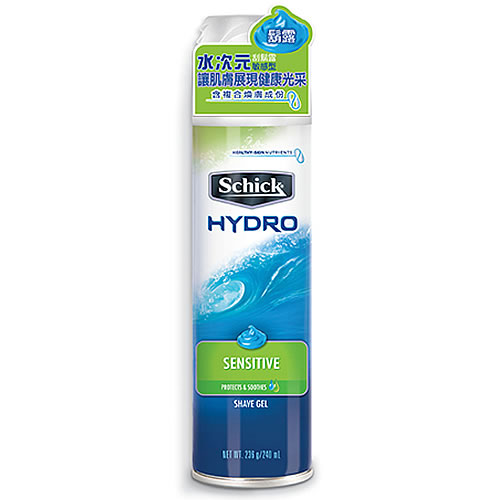 鬍露
水次元 刮鬍露 敏感型
讓肌膚展現健康光采
含複合煥膚成份
HEALTHY SKIN NUTRIENTS
Schick
HYDRO
SENSITIVE
PROTECTS & SOOTHES
SHAVE GEL
NET WT. 236 g/240 mL